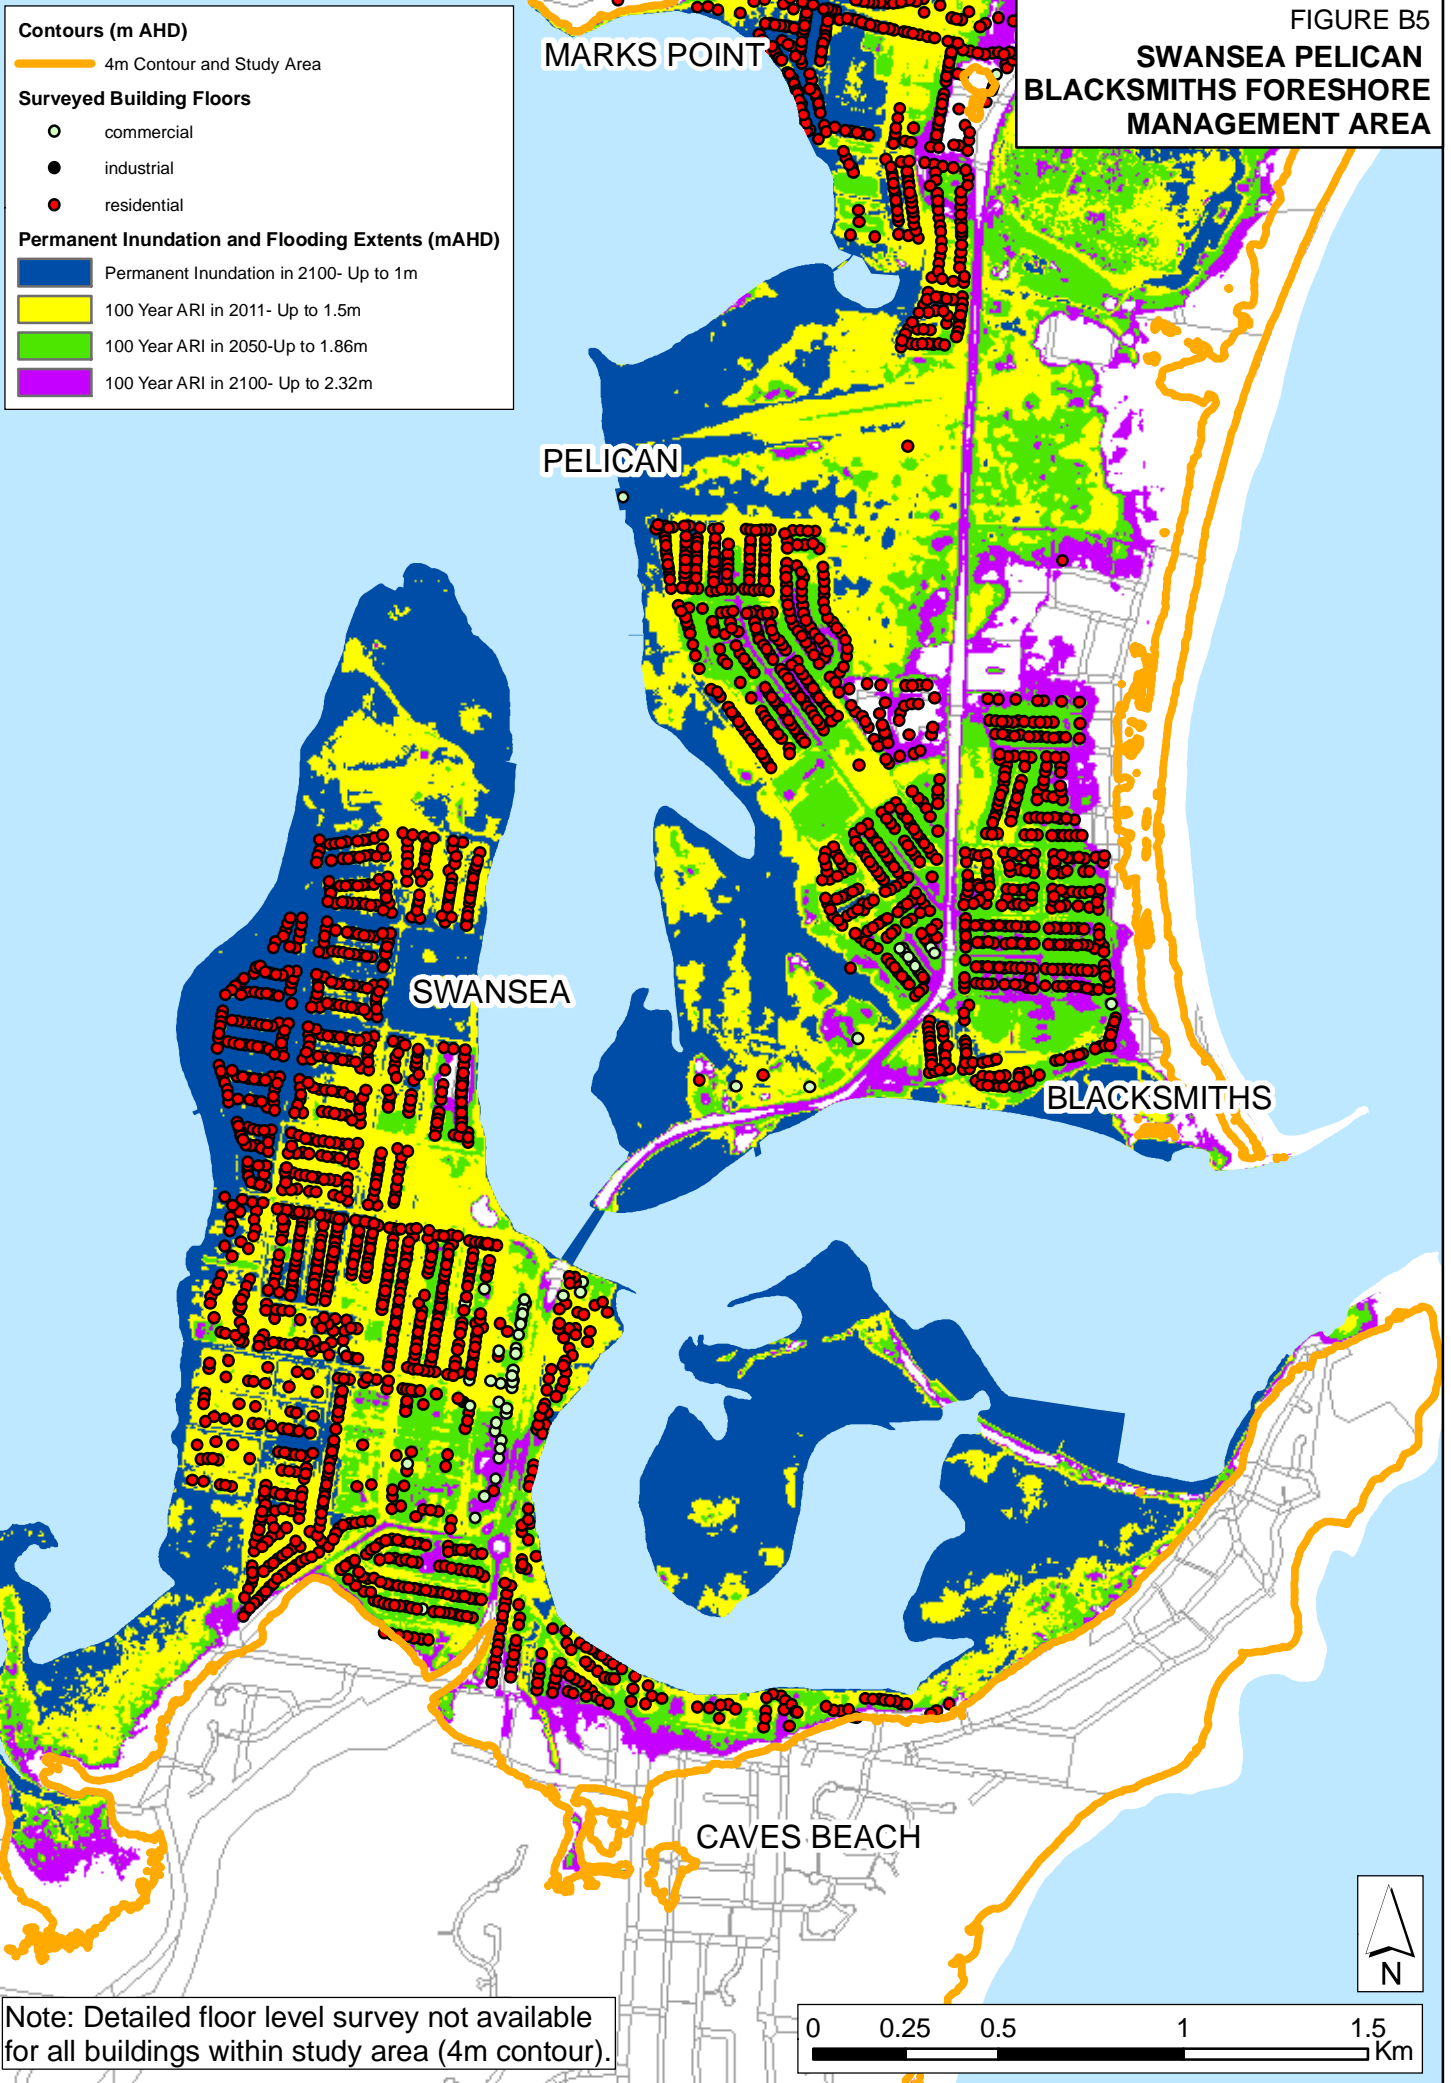 Contours (m AHD)
4m Contour and Study Area
Surveyed Building Floors
commercial
industrial
residential
Permanent Inundation and Flooding Extents (mAHD)
Permanent Inundation in 2100- Up to 1m
100 Year ARI in 2011- Up to 1.5m
100 Year ARI in 2050-Up to 1.86m
100 Year ARI in 2100- Up to 2.32m
FIGURE B5
SWANSEA PELICAN
BLACKSMITHS FORESHORE
MANAGEMENT AREA
MARKS POINT
PELICAN
SWANSEA
BLACKSMITHS
CAVES BEACH
N
Note: Detailed floor level survey not available
for all buildings within study area (4m contour).
0 0.25 0.5 1 1.5
Km